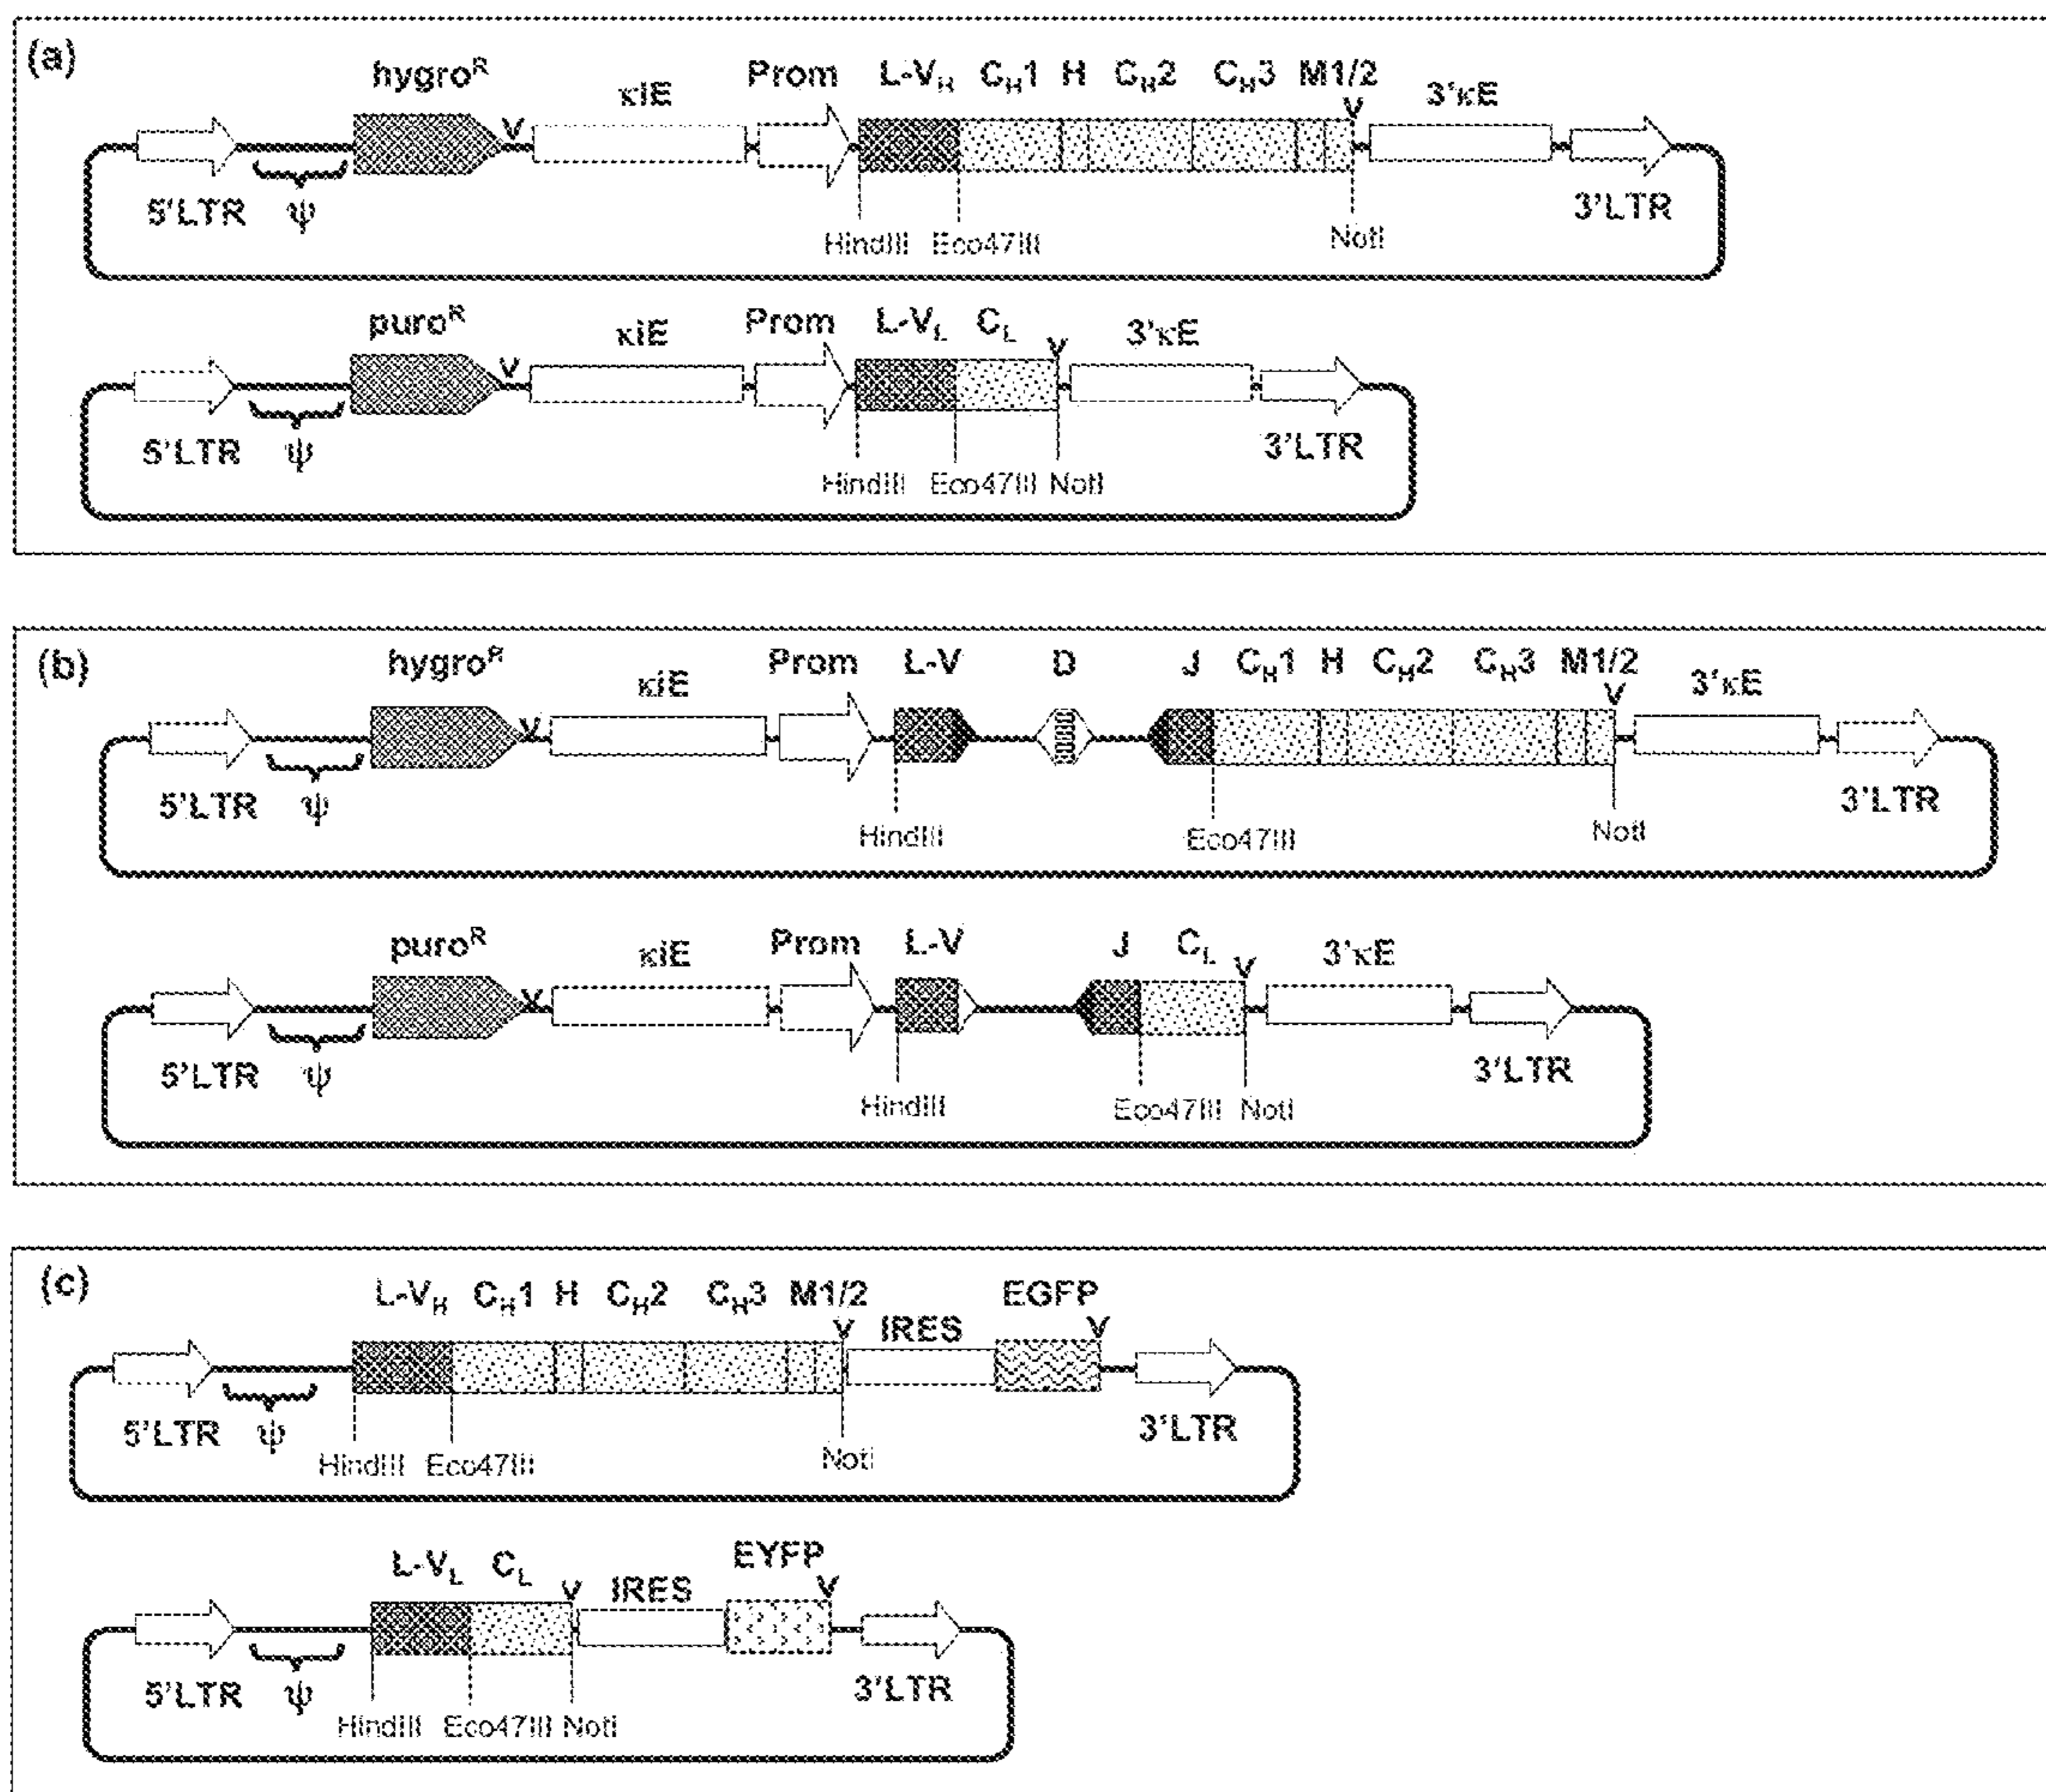 (a)
hygroR κiE Prom L-VH CH1 H CH2 CH3 M1/2 3'κE
5'LTR ψ 3'LTR
HindIII Eco47III NotI
puroR κiE Prom L-VL CL 3'κE
5'LTR ψ 3'LTR
HindIII Eco47III NotI
(b)
hygroR κiE Prom L-V D J CH1 H CH2 CH3 M1/2 3'κE
5'LTR ψ 3'LTR
HindIII Eco47III NotI
puroR κiE Prom L-V J CL 3'κE
5'LTR ψ 3'LTR
HindIII Eco47III NotI
(c)
L-VH CH1 H CH2 CH3 M1/2 IRES EGFP
5'LTR ψ 3'LTR
HindIII Eco47III NotI
L-VL CL IRES EYFP
5'LTR ψ 3'LTR
HindIII Eco47III NotI